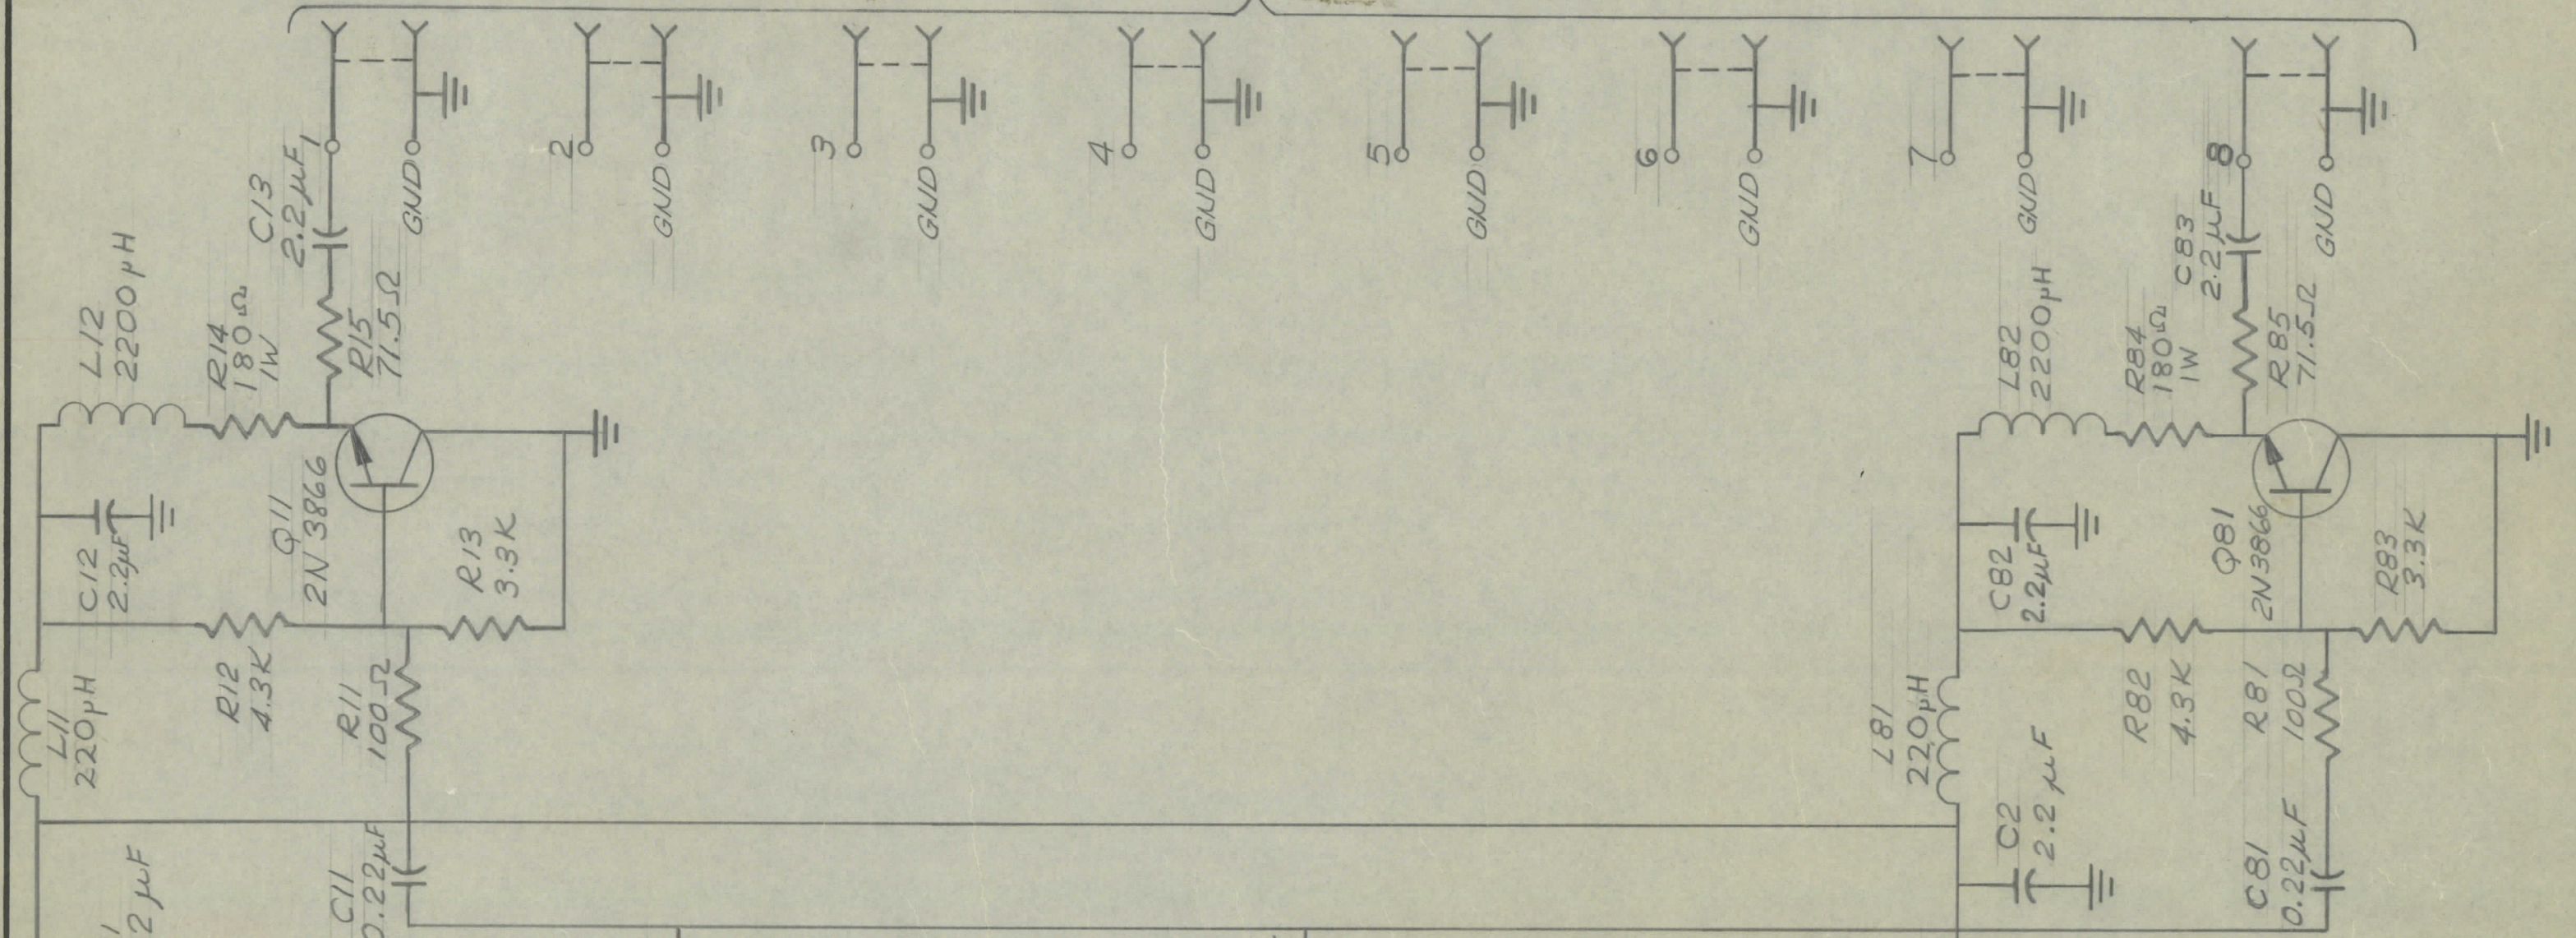 C13
2.2µF
1
GND
2
GND
3
GND
4
GND
5
GND
6
GND
7
GND
C83
2.2µF
8
GND
L12
2200µH
R14
180Ω
1W
R15
71.5Ω
L82
2200µH
R84
180Ω
1W
R85
71.5Ω
C12
2.2µF
Q11
2N3866
R13
3.3K
C82
2.2µF
Q81
2N3866
R83
3.3K
L11
220µH
R12
4.3K
R11
100Ω
L81
220µH
R82
4.3K
R81
100Ω
2µF
C11
0.22µF
C2
2.2µF
C81
0.22µF